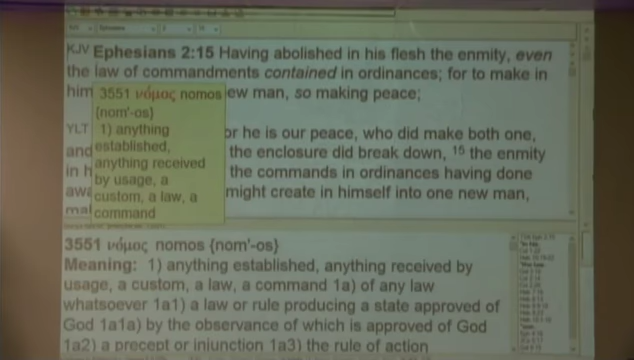 KJV Ephesians 2:15 Having abolished in his flesh the enmity, even
the law of commandments contained in ordinances; for to make in
him ew man, so making peace;
3551 νόμος nomos
{nom'-os}
1) anything
established,
anything received
by usage, a
custom, a law, a
command
YLT or he is our peace, who did make both one,
and the enclosure did break down, 15 the enmity
in h the commands in ordinances having done
awa might create in himself into one new man,
mak
3551 νόμος nomos {nom'-os}
Meaning: 1) anything established, anything received by
usage, a custom, a law, a command 1a) of any law
whatsoever 1a1) a law or rule producing a state approved of
God 1a1a) by the observance of which is approved of God
1a2) a precept or injunction 1a3) the rule of action